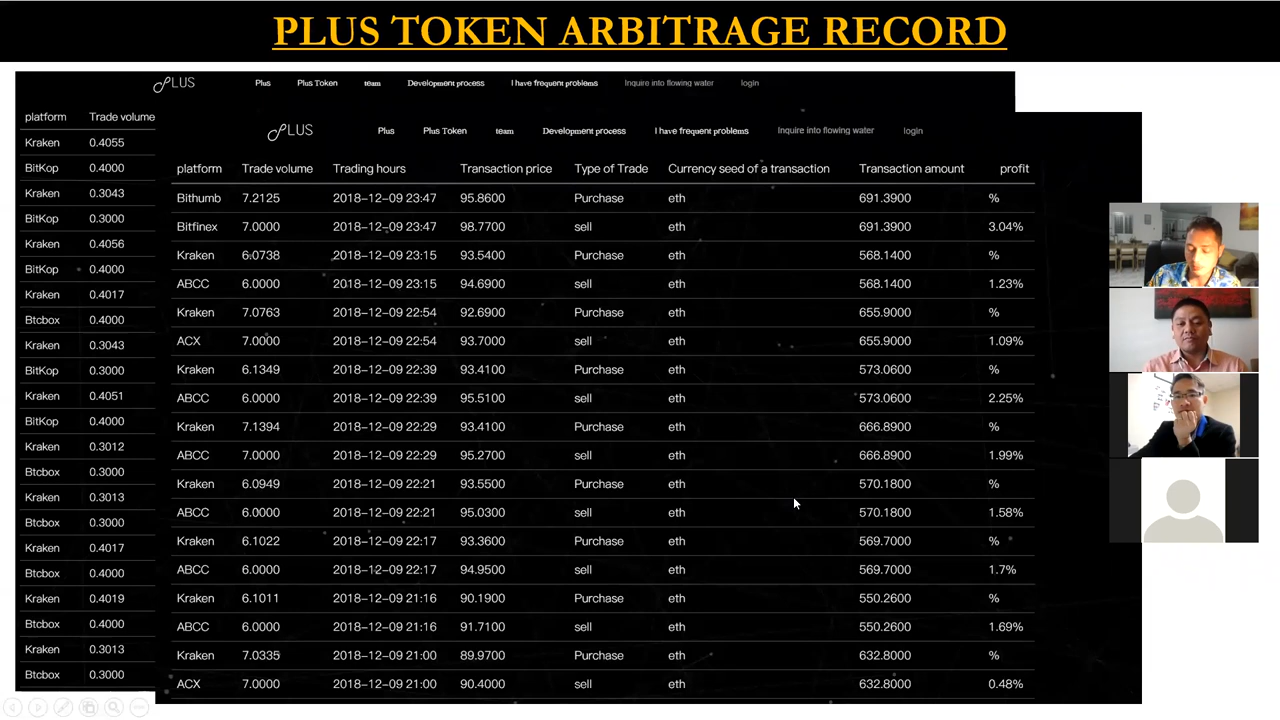 PLUS TOKEN ARBITRAGE RECORD
PLUS Plus Plus Token team Development process I have frequent problems Inquire into flowing water login
platform Trade volume
Kraken 0.4055
BitKop 0.4000
Kraken 0.3043
BitKop 0.3000
Kraken 0.4056
BitKop 0.4000
Kraken 0.4017
Btcbox 0.4000
Kraken 0.3043
BitKop 0.3000
Kraken 0.4051
BitKop 0.4000
Kraken 0.3012
Btcbox 0.3000
Kraken 0.3013
Btcbox 0.3000
Kraken 0.4017
Btcbox 0.4000
Kraken 0.4019
Btcbox 0.4000
Kraken 0.3013
Btcbox 0.3000
PLUS Plus Plus Token team Development process I have frequent problems Inquire into flowing water login
platform Trade volume Trading hours Transaction price Type of Trade Currency seed of a transaction Transaction amount profit
Bithumb 7.2125 2018-12-09 23:47 95.8600 Purchase eth 691.3900 %
Bitfinex 7.0000 2018-12-09 23:47 98.7700 sell eth 691.3900 3.04%
Kraken 6.0738 2018-12-09 23:15 93.5400 Purchase eth 568.1400 %
ABCC 6.0000 2018-12-09 23:15 94.6900 sell eth 568.1400 1.23%
Kraken 7.0763 2018-12-09 22:54 92.6900 Purchase eth 655.9000 %
ACX 7.0000 2018-12-09 22:54 93.7000 sell eth 655.9000 1.09%
Kraken 6.1349 2018-12-09 22:39 93.4100 Purchase eth 573.0600 %
ABCC 6.0000 2018-12-09 22:39 95.5100 sell eth 573.0600 2.25%
Kraken 7.1394 2018-12-09 22:29 93.4100 Purchase eth 666.8900 %
ABCC 7.0000 2018-12-09 22:29 95.2700 sell eth 666.8900 1.99%
Kraken 6.0949 2018-12-09 22:21 93.5500 Purchase eth 570.1800 %
ABCC 6.0000 2018-12-09 22:21 95.0300 sell eth 570.1800 1.58%
Kraken 6.1022 2018-12-09 22:17 93.3600 Purchase eth 569.7000 %
ABCC 6.0000 2018-12-09 22:17 94.9500 sell eth 569.7000 1.7%
Kraken 6.1011 2018-12-09 21:16 90.1900 Purchase eth 550.2600 %
ABCC 6.0000 2018-12-09 21:16 91.7100 sell eth 550.2600 1.69%
Kraken 7.0335 2018-12-09 21:00 89.9700 Purchase eth 632.8000 %
ACX 7.0000 2018-12-09 21:00 90.4000 sell eth 632.8000 0.48%